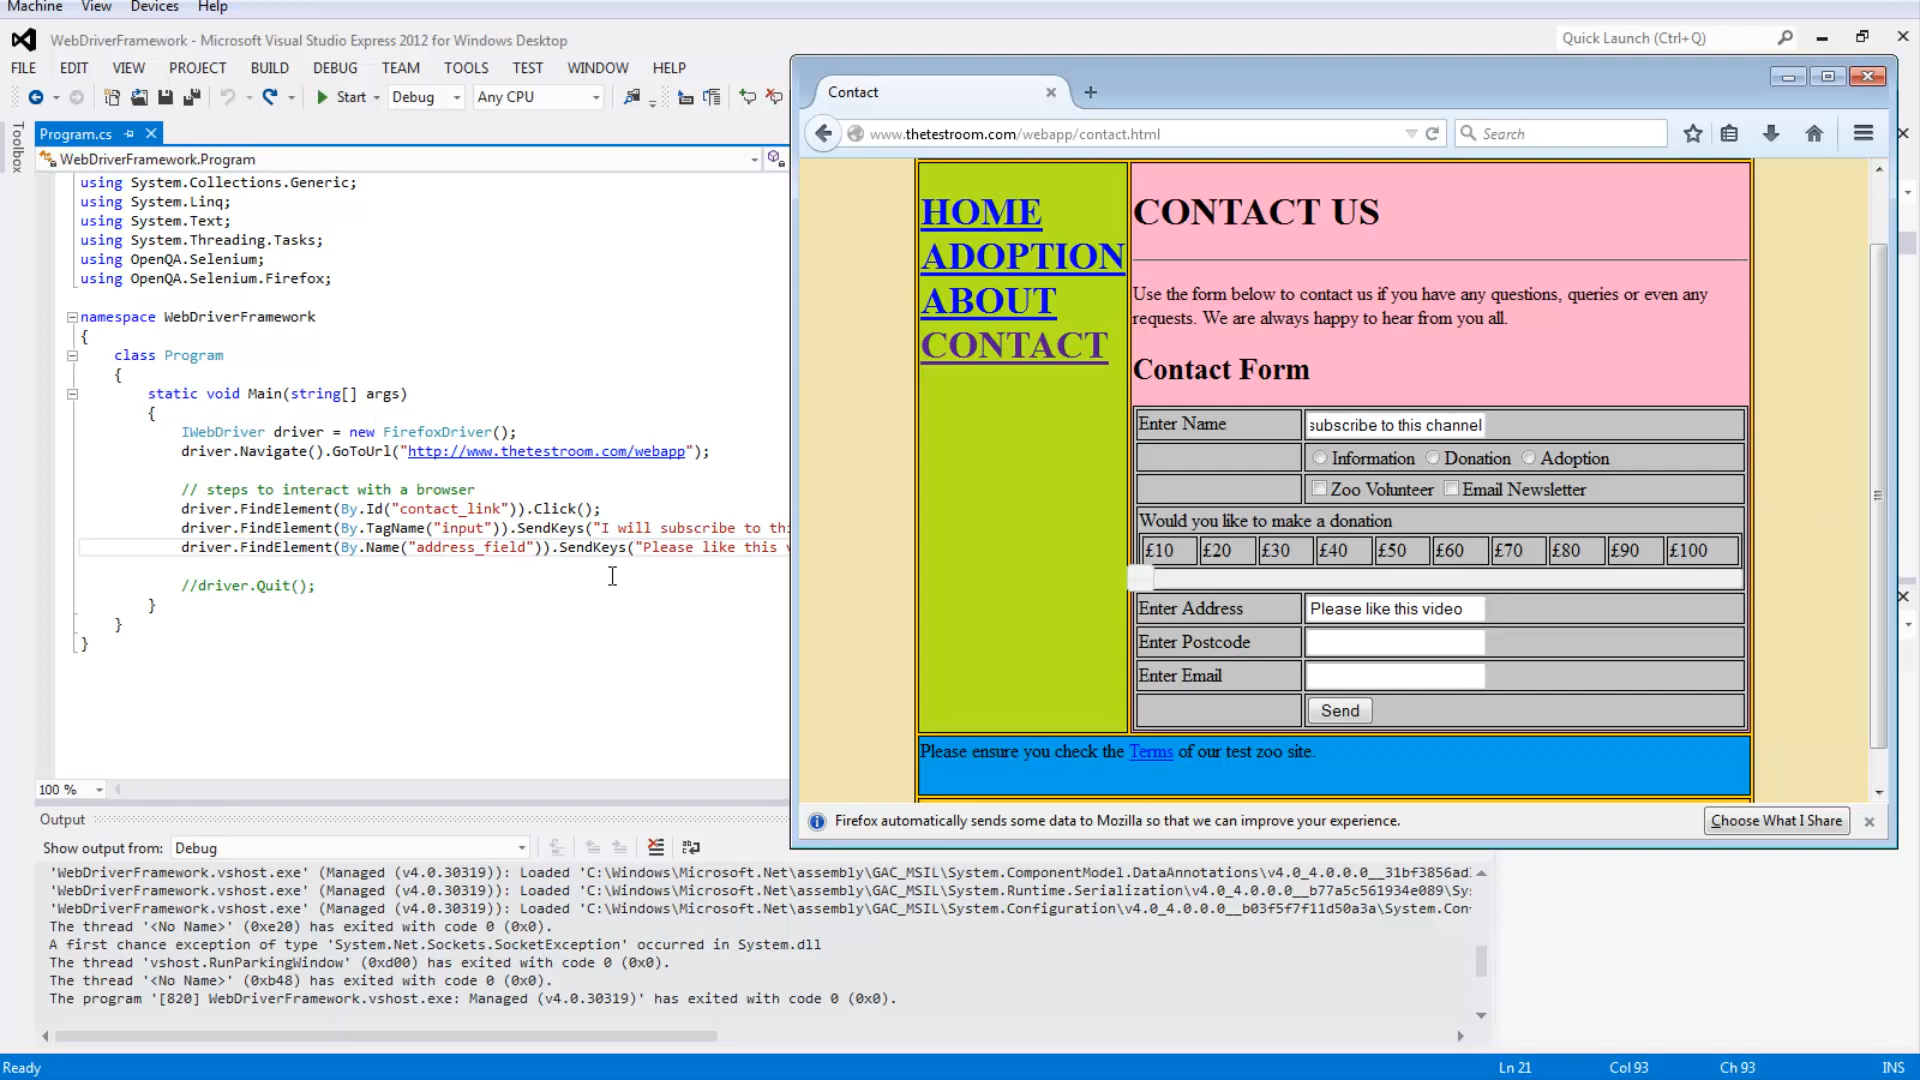 Machine View Devices Help
WebDriverFramework - Microsoft Visual Studio Express 2012 for Windows Desktop
Quick Launch (Ctrl+Q)
FILE EDIT VIEW PROJECT BUILD DEBUG TEAM TOOLS TEST WINDOW HELP
Start Debug Any CPU
Toolbox
Program.cs
WebDriverFramework.Program
using System.Collections.Generic;
using System.Linq;
using System.Text;
using System.Threading.Tasks;
using OpenQA.Selenium;
using OpenQA.Selenium.Firefox;
namespace WebDriverFramework
{
class Program
{
static void Main(string[] args)
{
IWebDriver driver = new FirefoxDriver();
driver.Navigate().GoToUrl("http://www.thetestroom.com/webapp");
// steps to interact with a browser
driver.FindElement(By.Id("contact_link")).Click();
driver.FindElement(By.TagName("input")).SendKeys("I will subscribe to thi
driver.FindElement(By.Name("address_field")).SendKeys("Please like this v
//driver.Quit();
}
}
}
100 %
Contact
www.thetestroom.com/webapp/contact.html
Search
HOME
ADOPTION
ABOUT
CONTACT
CONTACT US
Use the form below to contact us if you have any questions, queries or even any
requests. We are always happy to hear from you all.
Contact Form
Enter Name subscribe to this channel
Information Donation Adoption
Zoo Volunteer Email Newsletter
Would you like to make a donation
£10 £20 £30 £40 £50 £60 £70 £80 £90 £100
Enter Address Please like this video
Enter Postcode
Enter Email
Send
Please ensure you check the Terms of our test zoo site.
Firefox automatically sends some data to Mozilla so that we can improve your experience.
Choose What I Share
Output
Show output from: Debug
'WebDriverFramework.vshost.exe' (Managed (v4.0.30319)): Loaded 'C:\Windows\Microsoft.Net\assembly\GAC_MSIL\System.ComponentModel.DataAnnotations\v4.0_4.0.0.0__31bf3856ad
'WebDriverFramework.vshost.exe' (Managed (v4.0.30319)): Loaded 'C:\Windows\Microsoft.Net\assembly\GAC_MSIL\System.Runtime.Serialization\v4.0_4.0.0.0__b77a5c561934e089\Sys
'WebDriverFramework.vshost.exe' (Managed (v4.0.30319)): Loaded 'C:\Windows\Microsoft.Net\assembly\GAC_MSIL\System.Configuration\v4.0_4.0.0.0__b03f5f7f11d50a3a\System.Con
The thread '<No Name>' (0xe20) has exited with code 0 (0x0).
A first chance exception of type 'System.Net.Sockets.SocketException' occurred in System.dll
The thread 'vshost.RunParkingWindow' (0xd00) has exited with code 0 (0x0).
The thread '<No Name>' (0xb48) has exited with code 0 (0x0).
The program '[820] WebDriverFramework.vshost.exe: Managed (v4.0.30319)' has exited with code 0 (0x0).
Ready Ln 21 Col 93 Ch 93 INS